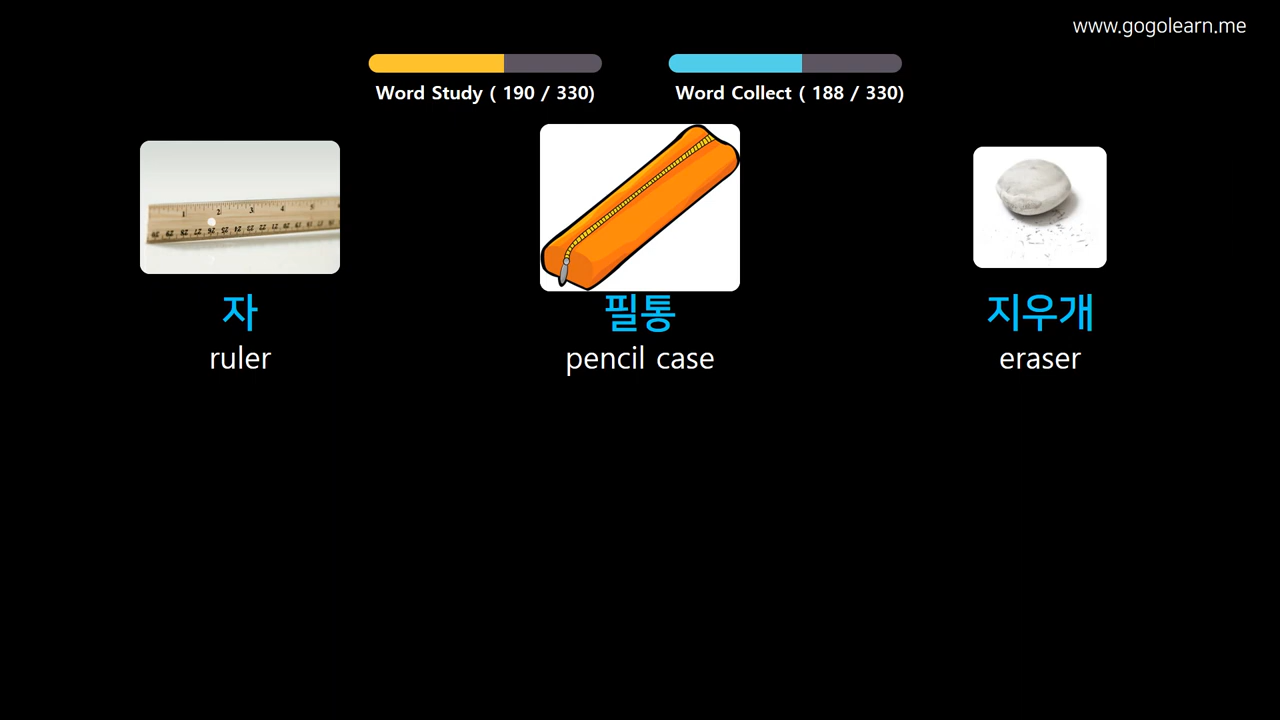 www.gogolearn.me
Word Study ( 190 / 330)
Word Collect ( 188 / 330)
자
필통
지우개
ruler
pencil case
eraser